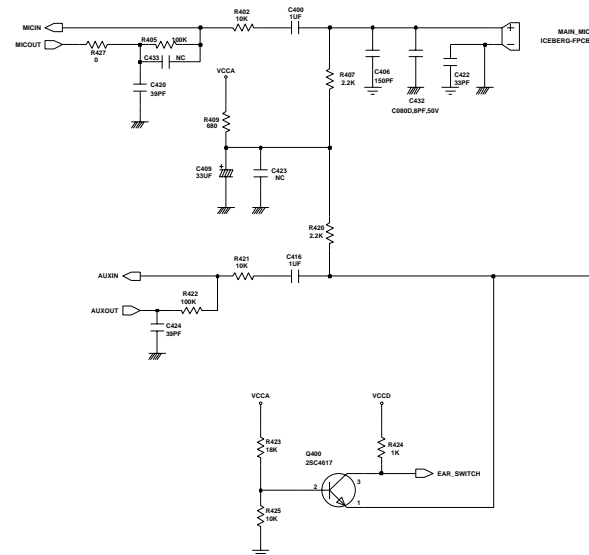 MICIN
MICOUT
R427
0
R405
100K
C433
NC
C420
39PF
R402
10K
C400
1UF
R407
2.2K
C406
150PF
C432
C080D,8PF,50V
C422
33PF
+
−
MAIN_MIC
ICEBERG-FPCB
VCCA
R409
680
C409
33UF
+
C423
NC
R420
2.2K
AUXIN
R421
10K
C416
1UF
AUXOUT
R422
100K
C424
39PF
VCCA
R423
18K
R425
10K
Q400
2SC4617
2
3
1
VCCD
R424
1K
EAR_SWITCH